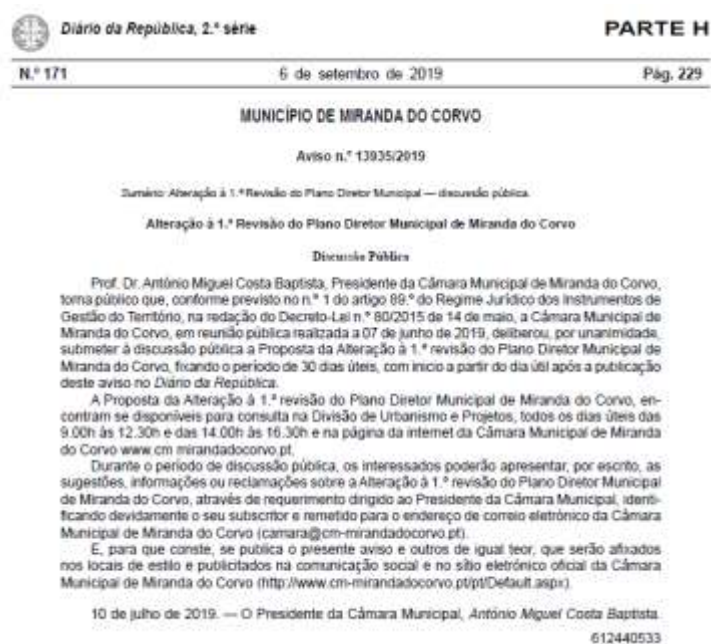 Diário da República, 2.ª série
PARTE H
N.º 171
6 de setembro de 2019
Pág. 229
MUNICÍPIO DE MIRANDA DO CORVO
Aviso n.º 13935/2019
Sumário: Alteração à 1.ª Revisão do Plano Diretor Municipal — discussão pública.
Alteração à 1.ª Revisão do Plano Diretor Municipal de Miranda do Corvo
Discussão Pública
Prof. Dr. António Miguel Costa Baptista, Presidente da Câmara Municipal de Miranda do Corvo,
torna público que, conforme previsto no n.º 1 do artigo 89.º do Regime Jurídico dos Instrumentos de
Gestão do Território, na redação do Decreto-Lei n.º 80/2015 de 14 de maio, a Câmara Municipal de
Miranda do Corvo, em reunião pública realizada a 07 de junho de 2019, deliberou, por unanimidade,
submeter à discussão pública a Proposta da Alteração à 1.ª revisão do Plano Diretor Municipal de
Miranda do Corvo, fixando o período de 30 dias úteis, com inicio a partir do dia útil após a publicação
deste aviso no Diário da República.
A Proposta da Alteração à 1.ª revisão do Plano Diretor Municipal de Miranda do Corvo, en-
contram se disponíveis para consulta na Divisão de Urbanismo e Projetos, todos os dias úteis das
9.00h às 12.30h e das 14.00h às 16.30h e na página da internet da Câmara Municipal de Miranda
do Corvo www.cm mirandadocorvo.pt.
Durante o período de discussão pública, os interessados poderão apresentar, por escrito, as
sugestões, informações ou reclamações sobre a Alteração à 1.ª revisão do Plano Diretor Municipal
de Miranda do Corvo, através de requerimento dirigido ao Presidente da Câmara Municipal, identi-
ficando devidamente o seu subscritor e remetido para o endereço de correio eletrónico da Câmara
Municipal de Miranda do Corvo (camara@cm-mirandadocorvo.pt).
E, para que conste, se publica o presente aviso e outros de igual teor, que serão afixados
nos locais de estilo e publicitados na comunicação social e no sítio eletrónico oficial da Câmara
Municipal de Miranda do Corvo (http://www.cm-mirandadocorvo.pt/pt/Default.aspx).
10 de julho de 2019. — O Presidente da Câmara Municipal, António Miguel Costa Baptista.
612440533